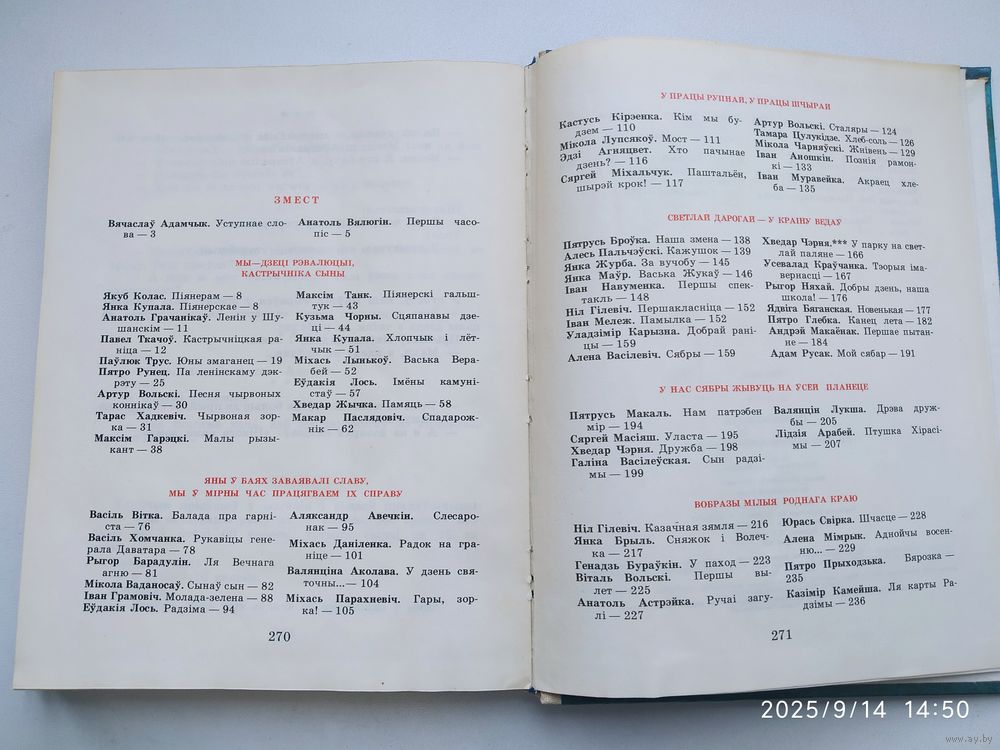 ЗМЕСТ
Вячаслаў Адамчык. Уступнае сло-
ва — 3
Анатоль Вялюгін. Першы часо-
піс — 5
МЫ — ДЗЕЦІ РЭВАЛЮЦЫІ,
КАСТРЫЧНІКА СЫНЫ
Якуб Колас. Піянерам — 8
Янка Купала. Піянерскае — 8
Анатоль Грачанікаў. Ленін у Шу-
шанскім — 11
Павел Ткачоў. Кастрычніцкая ра-
ніца — 12
Паўлюк Трус. Юны змаганец — 19
Пятро Рунец. Па ленінскаму дэк-
рэту — 25
Артур Вольскі. Песня чырвоных
коннікаў — 30
Тарас Хадкевіч. Чырвоная зор-
ка — 31
Максім Гарэцкі. Малы рызы-
кант — 38
Максім Танк. Піянерскі гальш-
тук — 43
Кузьма Чорны. Сцяпанавы дзе-
ці — 44
Янка Купала. Хлопчык і лёт-
чык — 51
Міхась Лынькоў. Васька Вера-
бей — 52
Еўдакія Лось. Імёны камуні-
стаў — 57
Хведар Жычка. Памяць — 58
Макар Паслядовіч. Спадарож-
нік — 62
ЯНЫ Ў БАЯХ ЗАВАЯВАЛІ СЛАВУ,
МЫ Ў МІРНЫ ЧАС ПРАЦЯГВАЕМ ІХ СПРАВУ
Васіль Вітка. Балада пра гарні-
ста — 76
Васіль Хомчанка. Рукавіцы гене-
рала Даватара — 78
Рыгор Барадулін. Ля Вечнага
агню — 81
Мікола Ваданосаў. Сынаў сын — 82
Іван Грамовіч. Молада-зелена — 88
Еўдакія Лось. Радзіма — 94
Аляксандр Авечкін. Слесаро-
нак — 95
Міхась Даніленка. Радок на гра-
ніце — 101
Валянціна Аколава. У дзень свя-
точны... — 104
Міхась Парахневіч. Гары, зор-
ка! — 105
270
У ПРАЦЫ РУПНАЙ, У ПРАЦЫ ШЧЫРАЙ
Кастусь Кірэенка. Кім мы бу-
дзем — 110
Мікола Лупсякоў. Мост — 111
Эдзі Агняцвет. Хто пачынае
дзень? — 116
Сяргей Міхальчук. Паштальён,
шырэй крок! — 117
Артур Вольскі. Сталяры — 124
Тамара Цулукідзе. Хлеб-соль — 126
Мікола Чарняўскі. Жнівень — 129
Іван Аношкін. Поэнія рамон-
кі — 133
Іван Муравейка. Акраец хле-
ба — 135
СВЕТЛАЙ ДАРОГАЙ — У КРАІНУ ВЕДАЎ
Пятрусь Броўка. Наша змена — 138
Алесь Пальчэўскі. Кажушок — 139
Янка Журба. За вучобу — 145
Янка Маўр. Васька Жукаў — 146
Іван Навуменка. Першы спек-
такль — 148
Ніл Гілевіч. Першакласніца — 152
Іван Мележ. Памылка — 152
Уладзімір Карызна. Добрай рані-
цы — 159
Алена Васілевіч. Сябры — 159
Хведар Чэрня.*** У парку на свет-
лай паляне — 166
Усевалад Краўчанка. Тэорыя іма-
вернасці — 167
Рыгор Няхай. Добры дзень, наша
школа! — 176
Ядвіга Бяганская. Новенькая — 177
Пятро Глебка. Канец лета — 182
Андрэй Макаёнак. Першае пытан-
не — 184
Адам Русак. Мой сябар — 191
У НАС СЯБРЫ ЖЫВУЦЬ НА ЎСЕЙ ПЛАНЕЦЕ
Пятрусь Макаль. Нам патрэбен
мір — 194
Сяргей Масіяш. Уласта — 195
Хведар Чэрня. Дружба — 198
Галіна Васілеўская. Сын радзі-
мы — 199
Валянцін Лукша. Дрэва друж-
бы — 205
Лідзія Арабей. Птушка Хірасі-
мы — 207
ВОБРАЗЫ МІЛЫЯ РОДНАГА КРАЮ
Ніл Гілевіч. Казачная зямля — 216
Янка Брыль. Сняжок і Волеч-
ка — 217
Генадзь Бураўкін. У паход — 223
Віталь Вольскі. Першы вы-
лет — 225
Анатоль Астрэйка. Ручаі загу-
лі — 227
Юрась Свірка. Шчасце — 228
Алена Мімрык. Аднойчы восен-
ню... — 229
Пятро Прыходзька. Бярозка —
235
Казімір Камейша. Ля карты Ра-
дзімы — 236
271
2025/9/14 14:50
www.ay.by